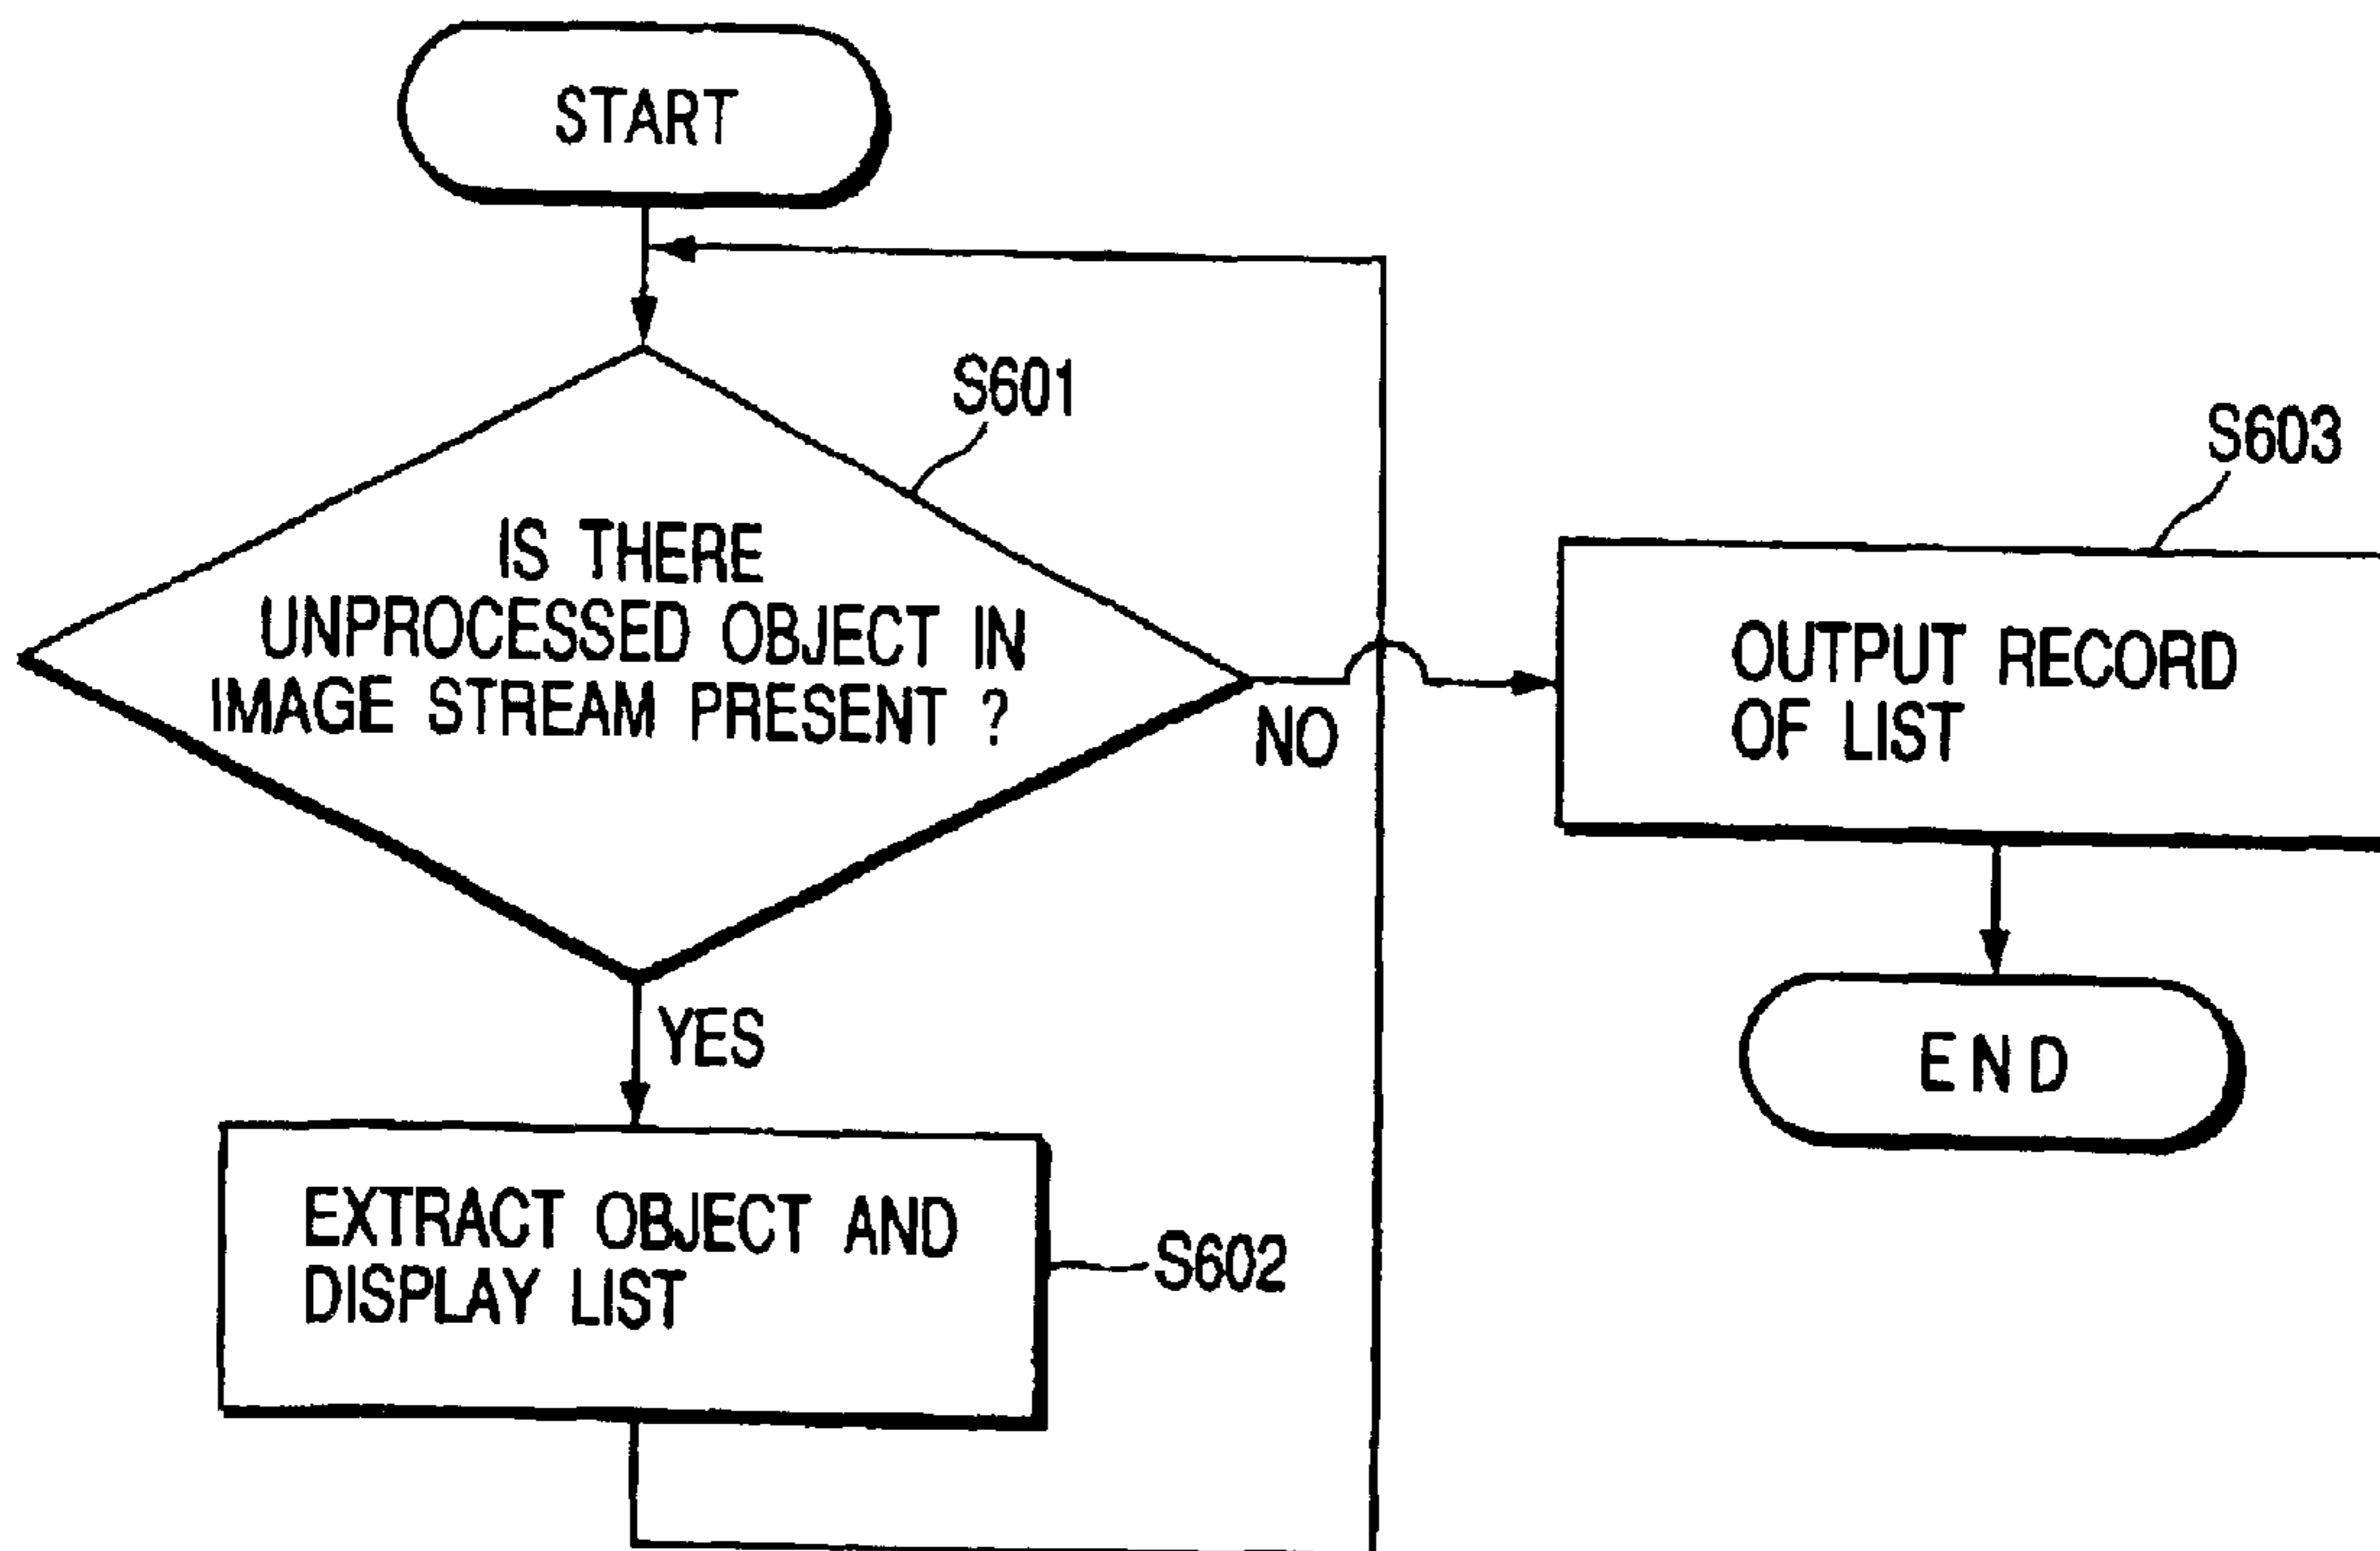 START
S601
IS THERE
UNPROCESSED OBJECT IN
IMAGE STREAM PRESENT ?
NO
YES
EXTRACT OBJECT AND
DISPLAY LIST
S602
S603
OUTPUT RECORD
OF LIST
END